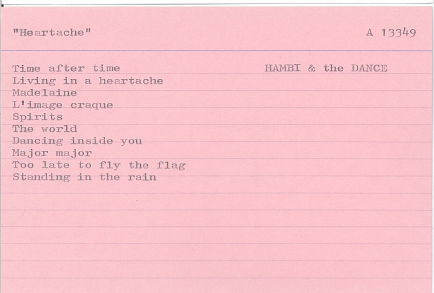 "Heartache" A 13349
Time after time HAMBI & the DANCE
Living in a heartache
Madelaine
L'image craque
Spirits
The world
Dancing inside you
Major major
Too late to fly the flag
Standing in the rain